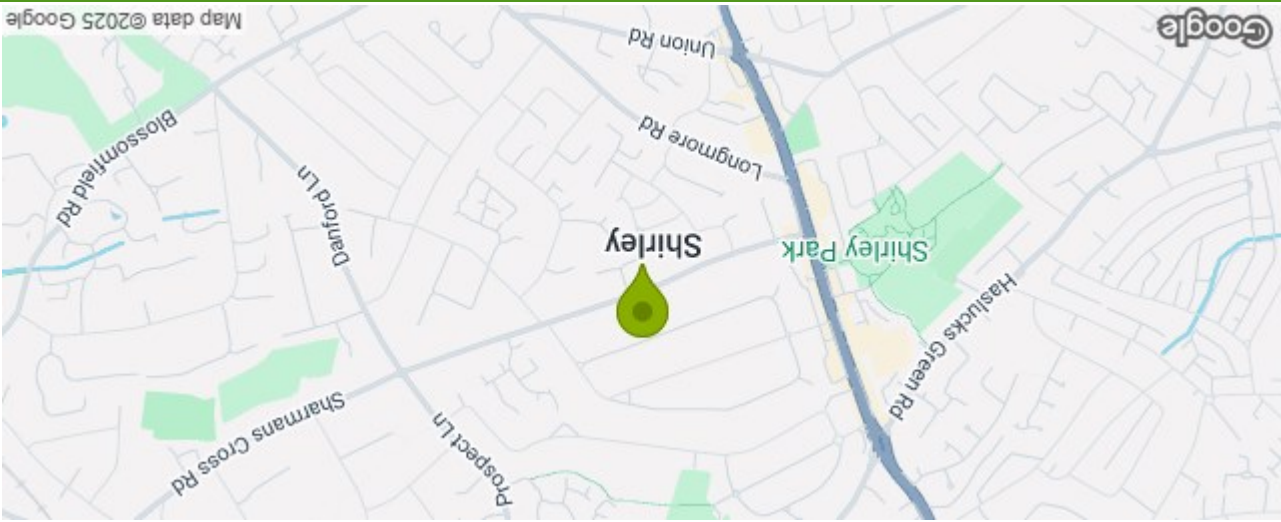 Haslucks Green Rd
Prospect Ln
Sharmans Cross Rd
Shirley Park
Shirley
Danford Ln
Blossomfield Rd
Longmore Rd
Union Rd
Google
Map data ©2025 Google